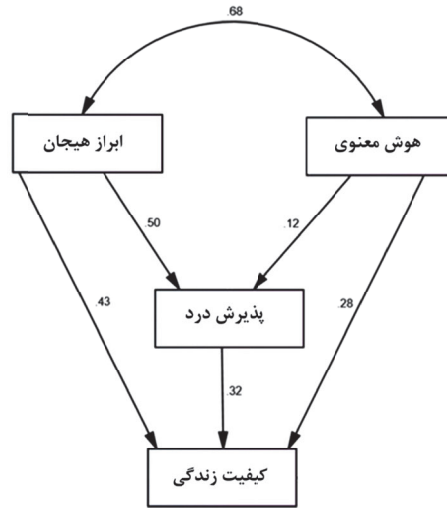 .68
ابراز هیجان
هوش معنوی
.50
.12
.43
پذیرش درد
.28
.32
کیفیت زندگی